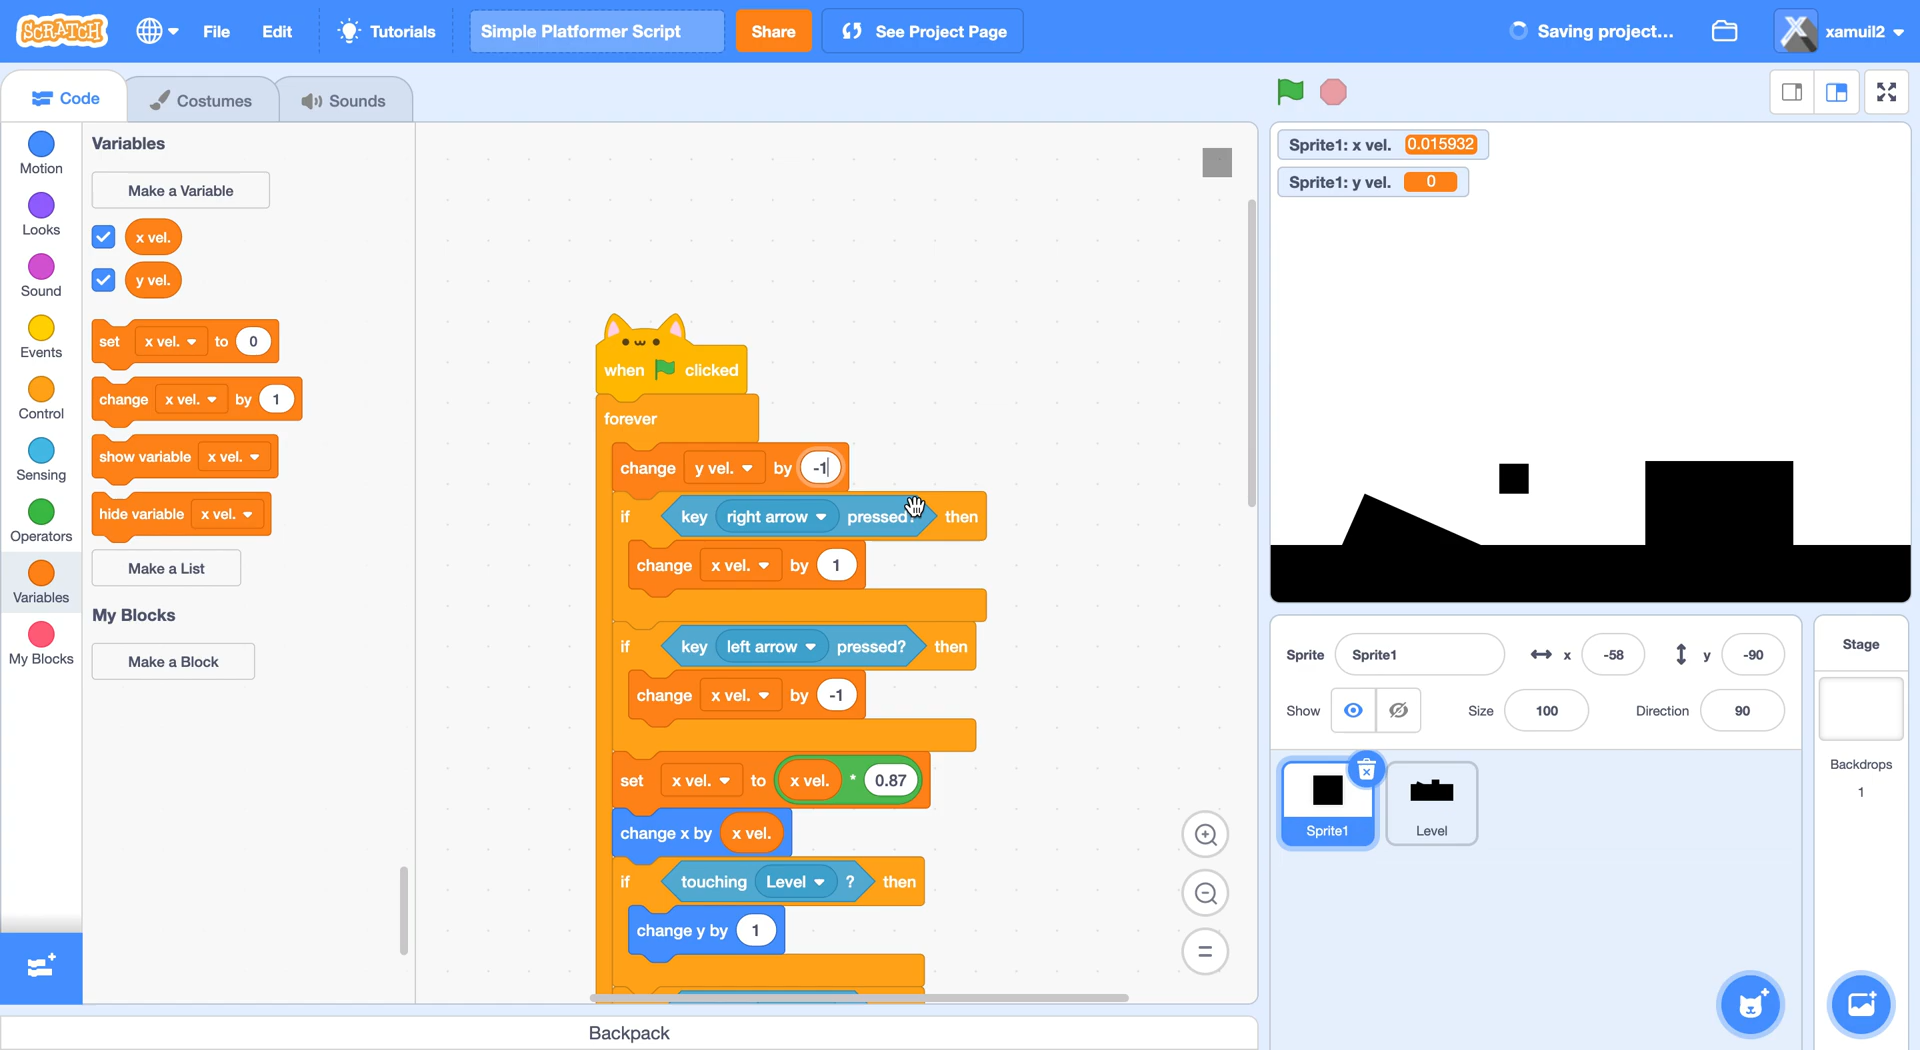 SCRATCH File Edit Tutorials Simple Platformer Script Share See Project Page Saving project... xamuil2
Code Costumes Sounds
Motion
Looks
Sound
Events
Control
Sensing
Operators
Variables
My Blocks
Variables
Make a Variable
x vel.
y vel.
set x vel. to 0
change x vel. by 1
show variable x vel.
hide variable x vel.
Make a List
My Blocks
Make a Block
when clicked
forever
change y vel. by -1
if key right arrow pressed? then
change x vel. by 1
if key left arrow pressed? then
change x vel. by -1
set x vel. to x vel. * 0.87
change x by x vel.
if touching Level ? then
change y by 1
Backpack
Sprite1: x vel. 0.015932
Sprite1: y vel. 0
Sprite Sprite1 x -58 y -90
Show Size 100 Direction 90
Sprite1
Level
Stage
Backdrops
1